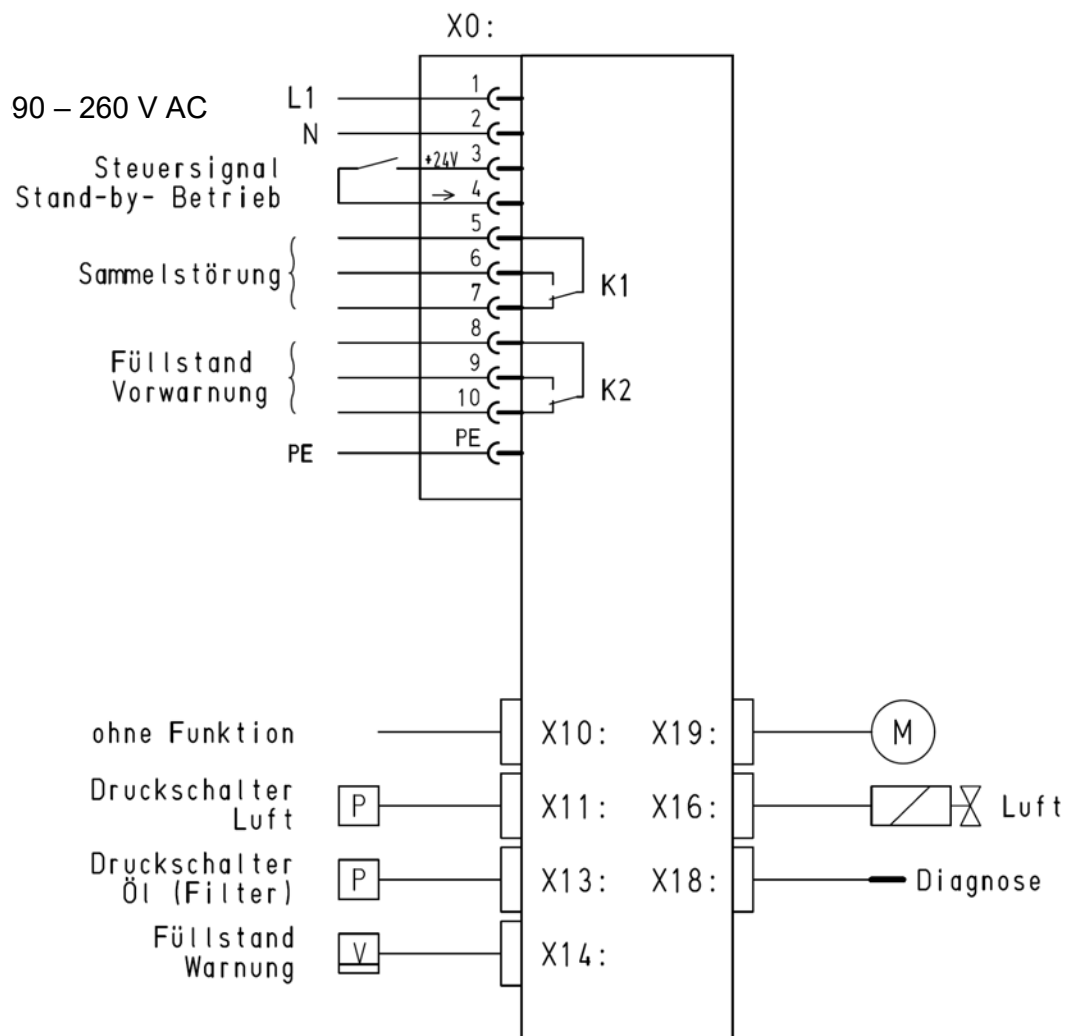 X0:
90 – 260 V AC
L1
1
N
2
Steuersignal
Stand-by- Betrieb
+24V
3
→
4
Sammelstörung
5
6
7
K1
Füllstand
Vorwarnung
8
9
10
K2
PE
PE
ohne Funktion
X10:
X19:
M
Druckschalter
Luft
P
X11:
X16:
Luft
Druckschalter
Öl (Filter)
P
X13:
X18:
Diagnose
Füllstand
Warnung
V
X14: